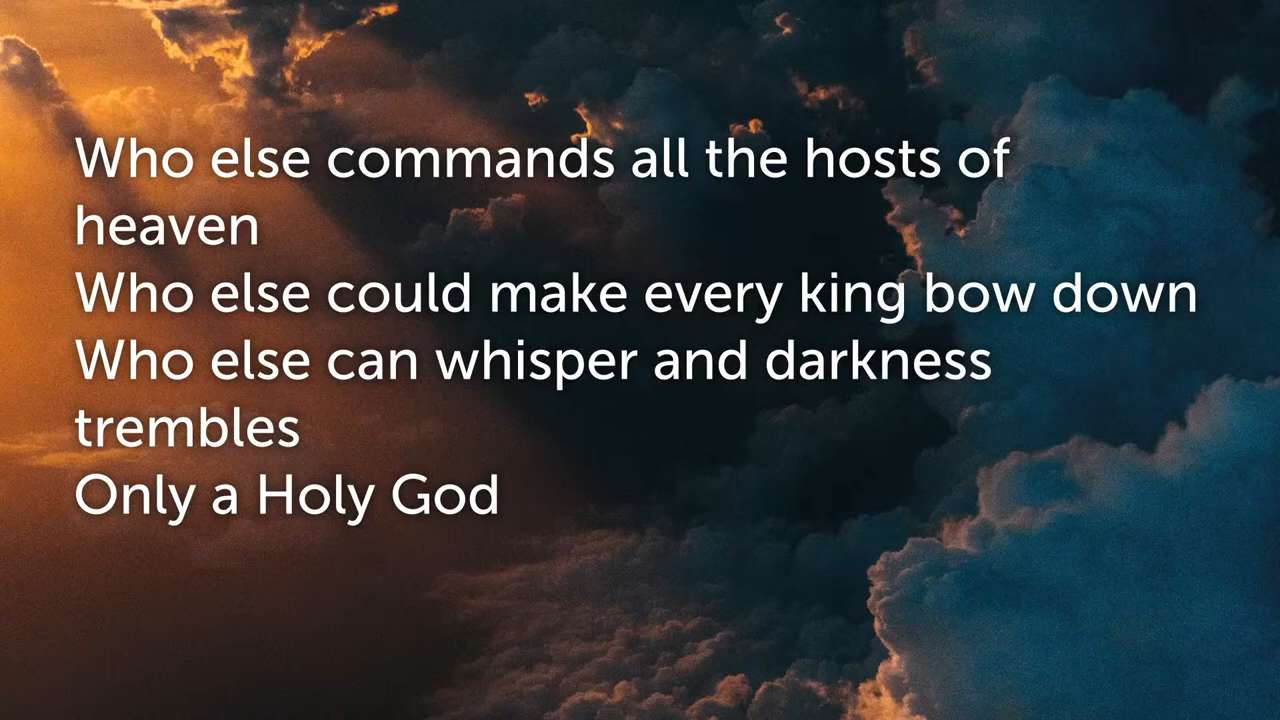 Who else commands all the hosts of
heaven
Who else could make every king bow down
Who else can whisper and darkness
trembles
Only a Holy God